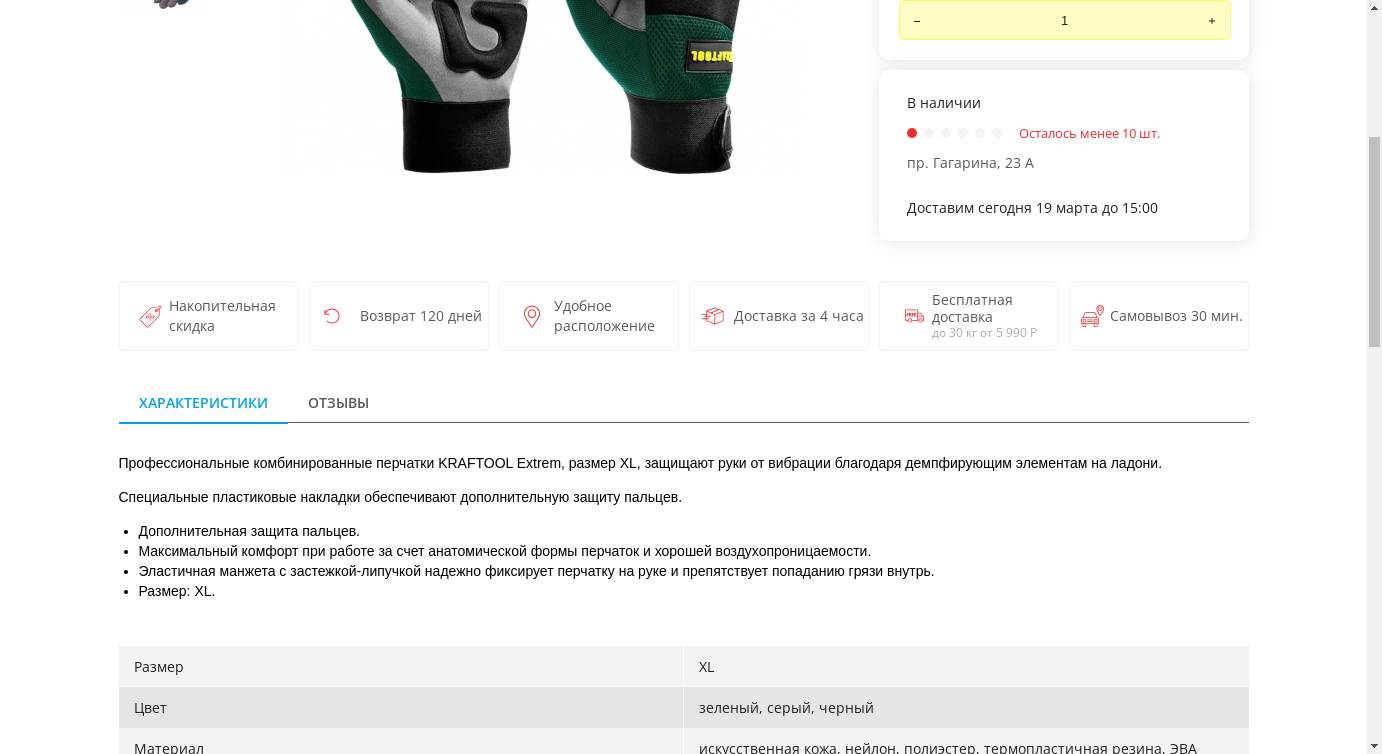 – 1 +
KRAFTOOL
В наличии
Осталось менее 10 шт.
пр. Гагарина, 23 А
Доставим сегодня 19 марта до 15:00
Накопительная
скидка
Возврат 120 дней
Удобное
расположение
Доставка за 4 часа
Бесплатная
доставка
до 30 кг от 5 990 Р
Самовывоз 30 мин.
ХАРАКТЕРИСТИКИ ОТЗЫВЫ
Профессиональные комбинированные перчатки KRAFTOOL Extrem, размер XL, защищают руки от вибрации благодаря демпфирующим элементам на ладони.
Специальные пластиковые накладки обеспечивают дополнительную защиту пальцев.
• Дополнительная защита пальцев.
• Максимальный комфорт при работе за счет анатомической формы перчаток и хорошей воздухопроницаемости.
• Эластичная манжета с застежкой-липучкой надежно фиксирует перчатку на руке и препятствует попаданию грязи внутрь.
• Размер: XL.
Размер XL
Цвет зеленый, серый, черный
Материал искусственная кожа, нейлон, полиэстер, термопластичная резина, ЭВА